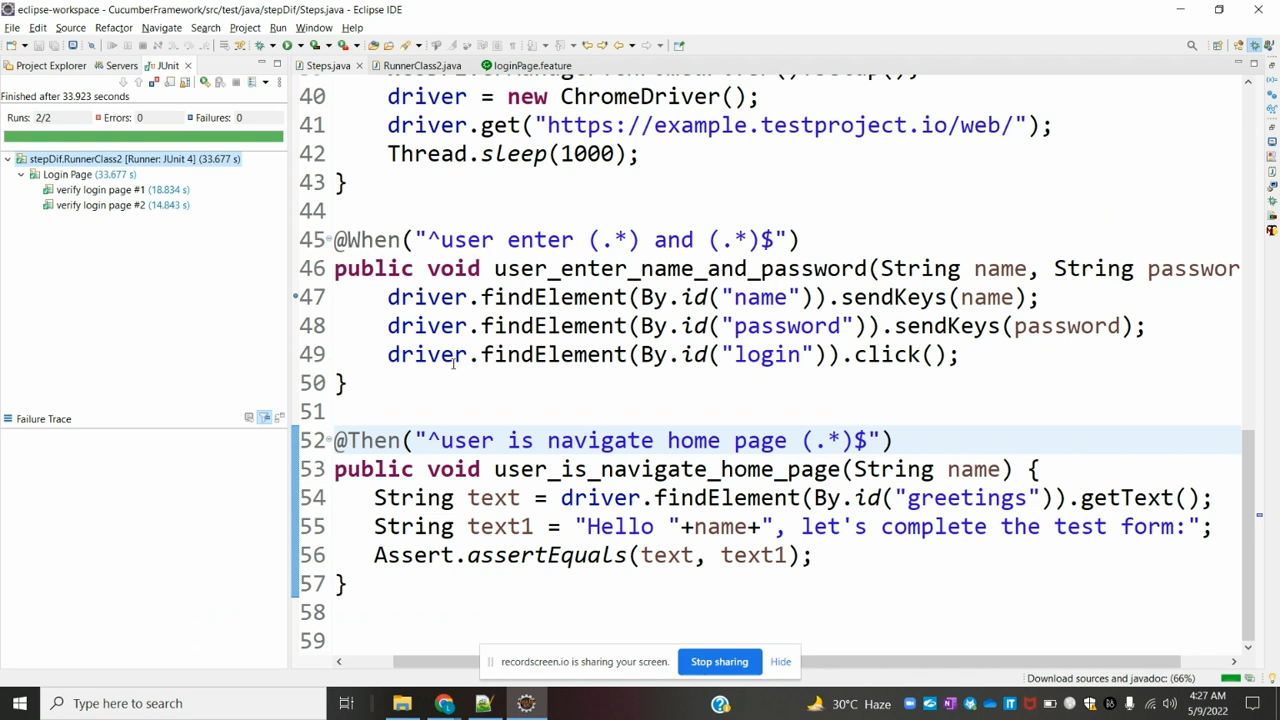 eclipse-workspace - CucumberFramework/src/test/java/stepDif/Steps.java - Eclipse IDE
File Edit Source Refactor Navigate Search Project Run Window Help
Project Explorer Servers JUnit
Steps.java RunnerClass2.java loginPage.feature
Finished after 33.923 seconds
Runs: 2/2 Errors: 0 Failures: 0
stepDif.RunnerClass2 [Runner: JUnit 4] (33.677 s)
Login Page (33.677 s)
verify login page #1 (18.834 s)
verify login page #2 (14.843 s)
Failure Trace
40 driver = new ChromeDriver();
41 driver.get("https://example.testproject.io/web/");
42 Thread.sleep(1000);
43 }
44
45 @When("^user enter (.*) and (.*)$")
46 public void user_enter_name_and_password(String name, String passwor
47 driver.findElement(By.id("name")).sendKeys(name);
48 driver.findElement(By.id("password")).sendKeys(password);
49 driver.findElement(By.id("login")).click();
50 }
51
52 @Then("^user is navigate home page (.*)$")
53 public void user_is_navigate_home_page(String name) {
54 String text = driver.findElement(By.id("greetings")).getText();
55 String text1 = "Hello "+name+", let's complete the test form:";
56 Assert.assertEquals(text, text1);
57 }
58
59
recordscreen.io is sharing your screen. Stop sharing Hide
Download sources and javadoc: (66%)
Type here to search
30°C Haze
4:27 AM
5/9/2022